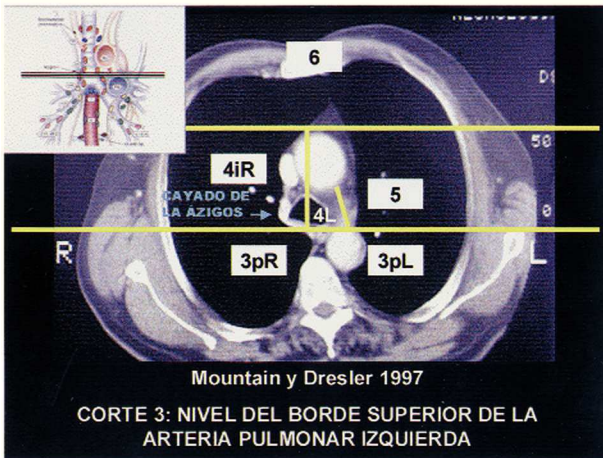 6
50
4iR
CAYADO DE
LA ÁZIGOS
5
4L
0
R
3pR
3pL
L
Mountain y Dresler 1997
CORTE 3: NIVEL DEL BORDE SUPERIOR DE LA
ARTERIA PULMONAR IZQUIERDA